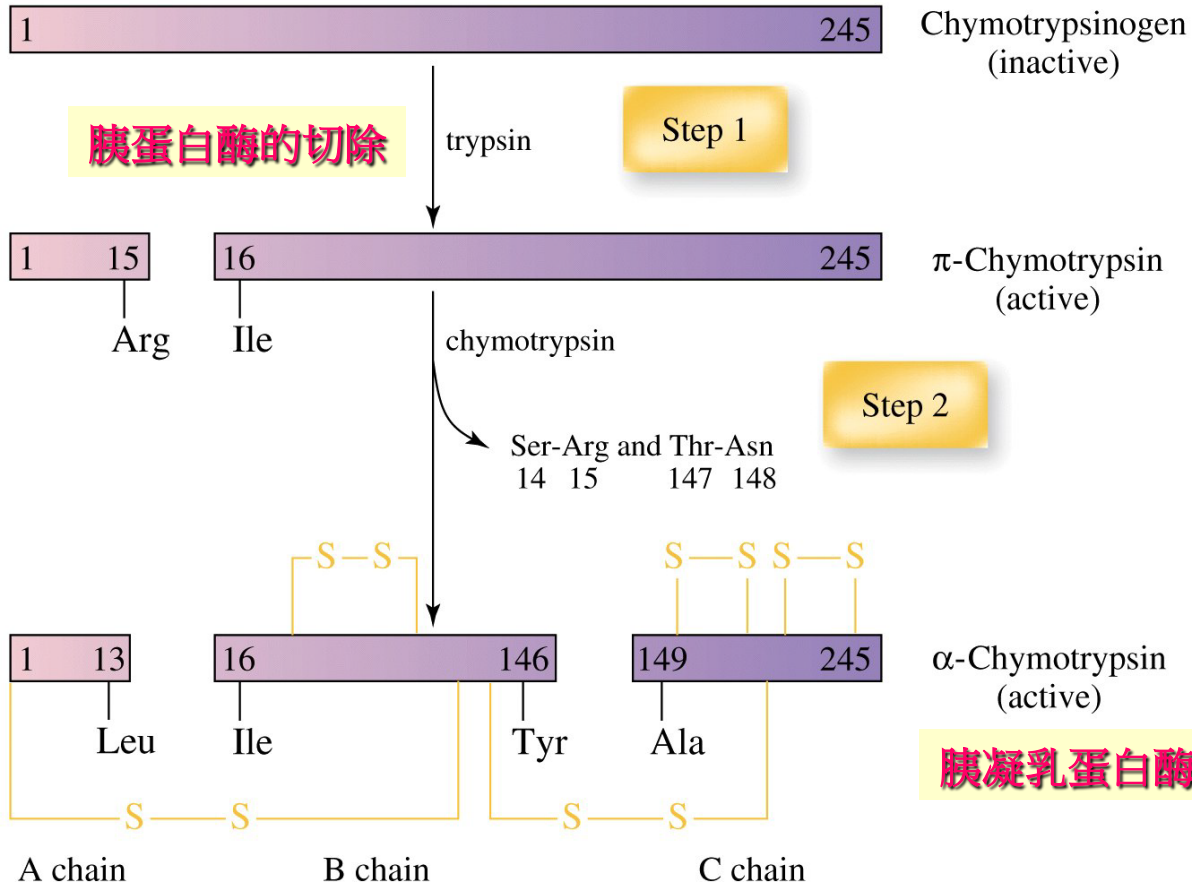 1 245 Chymotrypsinogen
(inactive)
胰蛋白酶的切除
trypsin
Step 1
1 15 16 245 π-Chymotrypsin
(active)
Arg Ile
chymotrypsin
Step 2
Ser-Arg and Thr-Asn
14 15 147 148
S S S S S S
1 13 16 146 149 245 α-Chymotrypsin
(active)
Leu Ile Tyr Ala
胰凝乳蛋白酶
S S S S
A chain B chain C chain